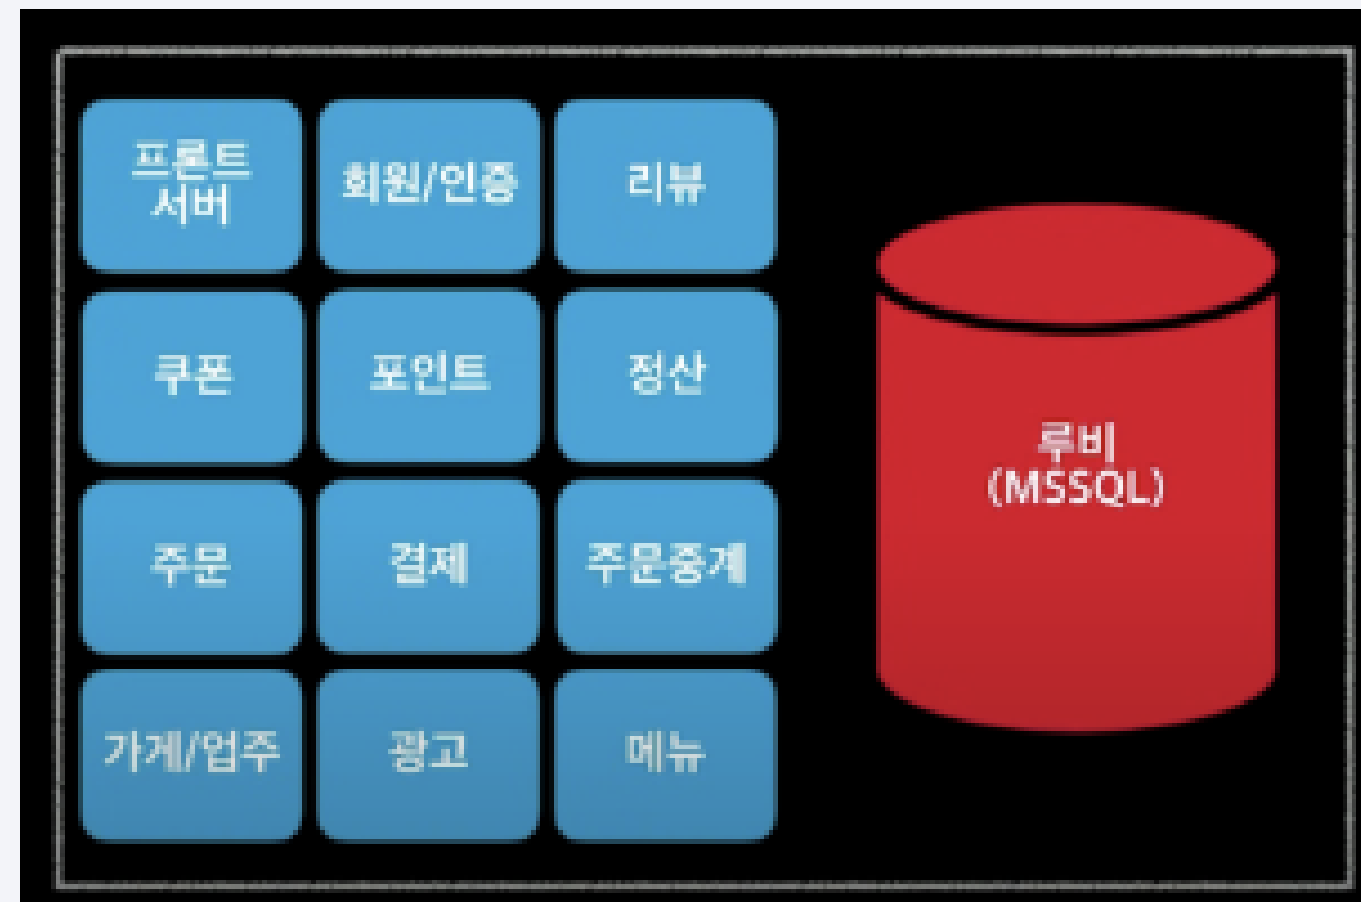 프론트
서버
회원/인증
리뷰
쿠폰
포인트
정산
주문
결제
주문중계
가게/업주
광고
메뉴
루비
(MSSQL)